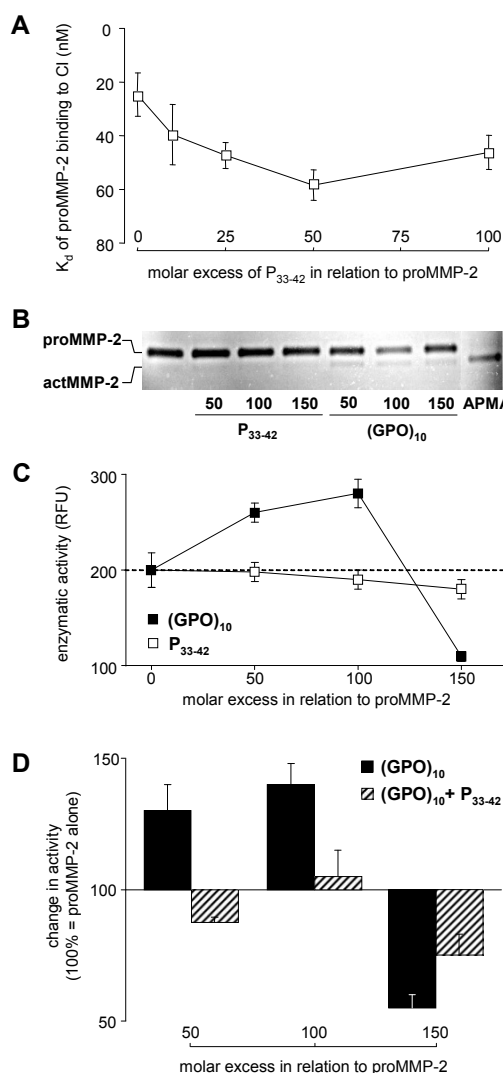 A
K_d of proMMP-2 binding to CI (nM)
0
20
40
60
80
0 25 50 75 100
molar excess of P₃₃₋₄₂ in relation to proMMP-2
B
proMMP-2
actMMP-2
50 100 150 50 100 150 APMA
P₃₃₋₄₂ (GPO)₁₀
C
enzymatic activity (RFU)
300
200
100
(GPO)₁₀
P₃₃₋₄₂
0 50 100 150
molar excess in relation to proMMP-2
D
change in activity
(100% = proMMP-2 alone)
150
100
50
(GPO)₁₀
(GPO)₁₀+ P₃₃₋₄₂
50 100 150
molar excess in relation to proMMP-2